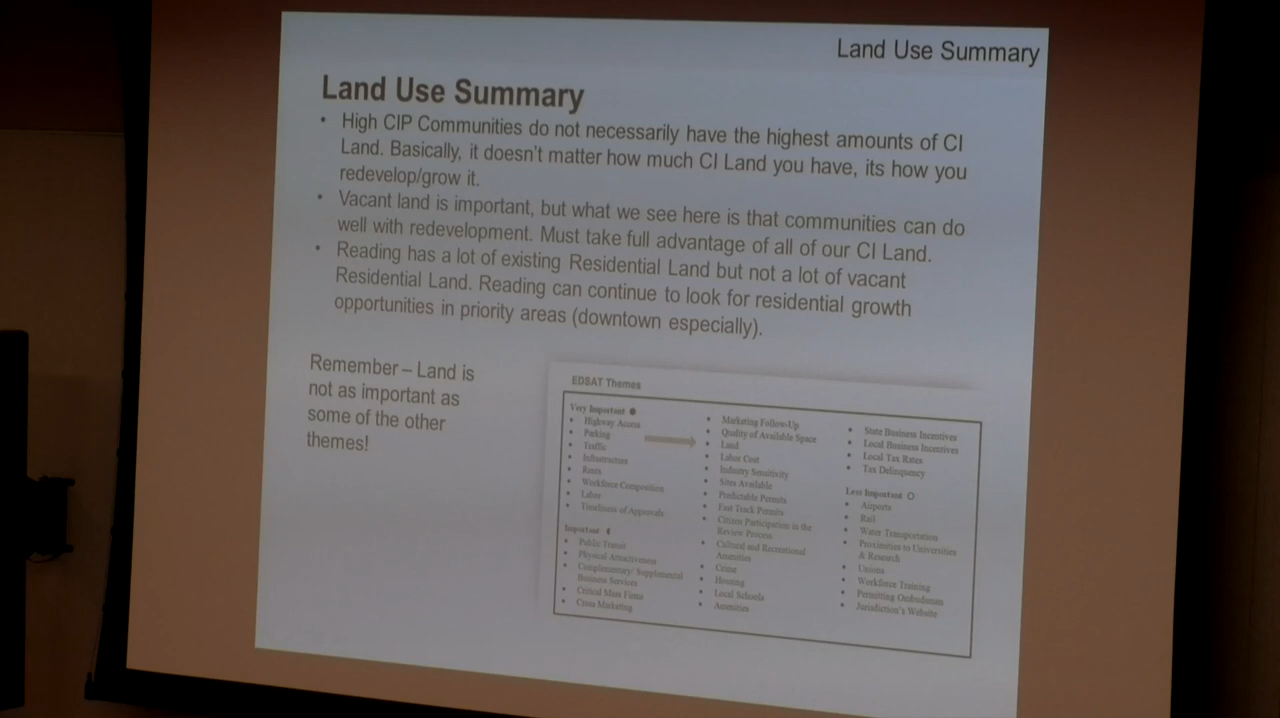 Land Use Summary
Land Use Summary
• High CIP Communities do not necessarily have the highest amounts of CI
Land. Basically, it doesn't matter how much CI Land you have, its how you
redevelop/grow it.
• Vacant land is important, but what we see here is that communities can do
well with redevelopment. Must take full advantage of all of our CI Land.
• Reading has a lot of existing Residential Land but not a lot of vacant
Residential Land. Reading can continue to look for residential growth
opportunities in priority areas (downtown especially).
Remember – Land is
not as important as
some of the other
themes!
EDSAT Themes
Very Important ●
• Highway Access
• Parking
• Traffic
• Infrastructure
• Rents
• Workforce Composition
• Labor
• Timeliness of Approvals
Important
• Public Transit
• Physical Attractiveness
• Complementary/ Supplemental
Business Services
• Critical Mass Firms
• Cross Marketing
• Marketing Follow-Up
• Quality of Available Space
• Land
• Labor Cost
• Industry Sensitivity
• Sites Available
• Predictable Permits
• Fast Track Permits
• Citizen Participation in the
Review Process
• Cultural and Recreational
Amenities
• Crime
• Housing
• Local Schools
• Amenities
• State Business Incentives
• Local Business Incentives
• Local Tax Rates
• Tax Delinquency
Less Important ○
• Airports
• Rail
• Water Transportation
• Proximities to Universities
& Research
• Unions
• Workforce Training
• Permitting Ombudsman
• Jurisdiction's Website